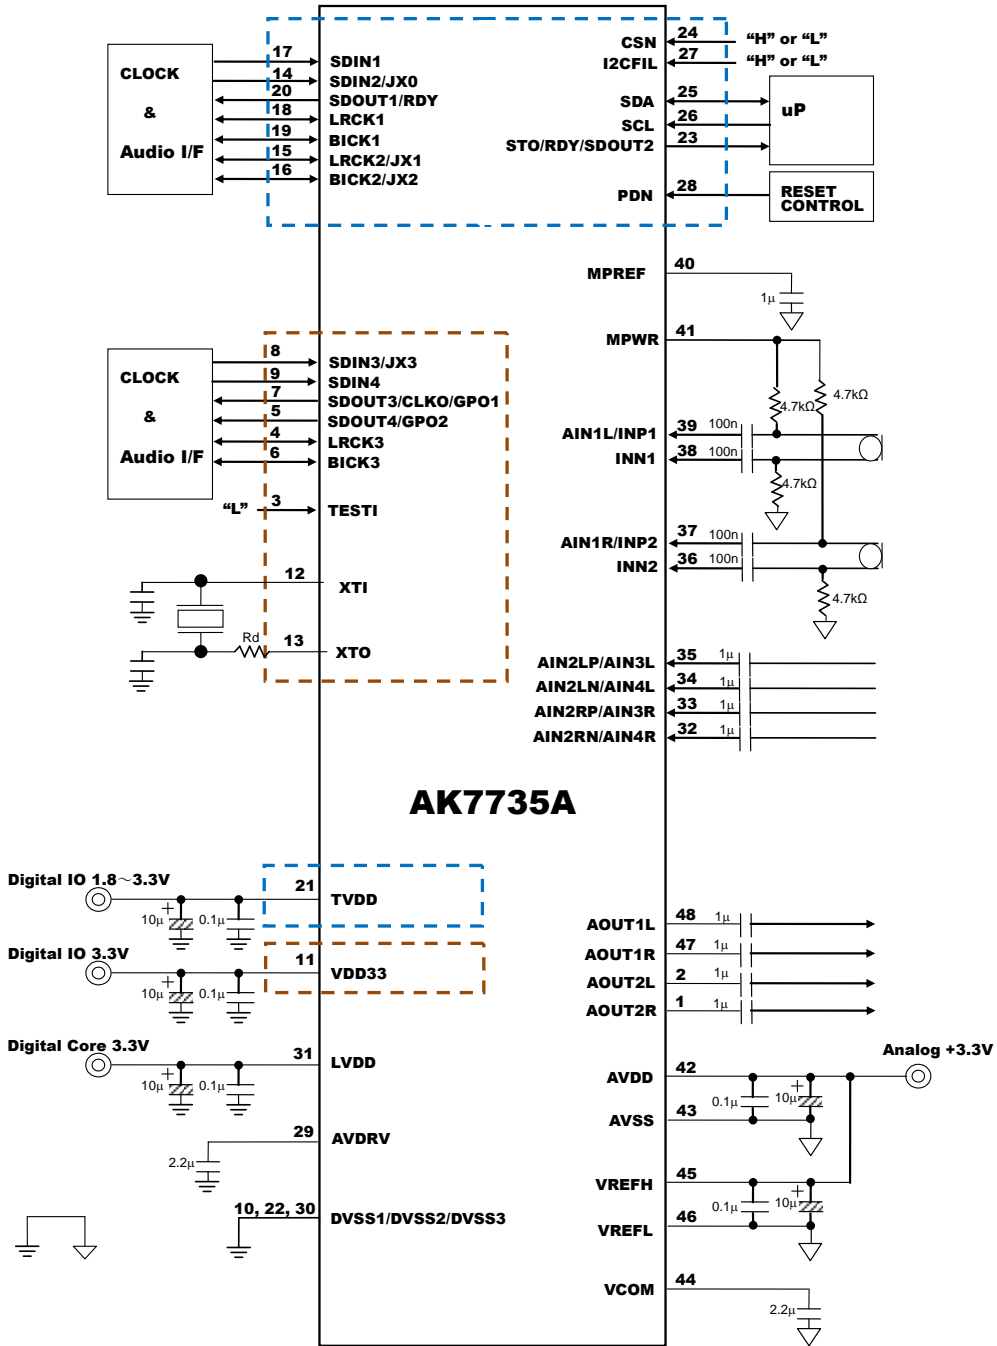 CLOCK
&
Audio I/F
17 SDIN1
14 SDIN2/JX0
20 SDOUT1/RDY
18 LRCK1
19 BICK1
15 LRCK2/JX1
16 BICK2/JX2
CSN 24 “H” or “L”
I2CFIL 27 “H” or “L”
SDA 25
SCL 26
STO/RDY/SDOUT2 23
uP
PDN 28
RESET
CONTROL
MPREF 40
1µ
MPWR 41
4.7kΩ
4.7kΩ
AIN1L/INP1 39 100n
INN1 38 100n
4.7kΩ
AIN1R/INP2 37 100n
INN2 36 100n
4.7kΩ
CLOCK
&
Audio I/F
8 SDIN3/JX3
9 SDIN4
7 SDOUT3/CLKO/GPO1
5 SDOUT4/GPO2
4 LRCK3
6 BICK3
“L” 3 TESTI
12 XTI
Rd 13 XTO
AIN2LP/AIN3L 35 1µ
AIN2LN/AIN4L 34 1µ
AIN2RP/AIN3R 33 1µ
AIN2RN/AIN4R 32 1µ
AK7735A
Digital IO 1.8～3.3V
21 TVDD
+
10µ 0.1µ
Digital IO 3.3V
11 VDD33
+
10µ 0.1µ
Digital Core 3.3V
31 LVDD
+
10µ 0.1µ
29 AVDRV
2.2µ
10, 22, 30 DVSS1/DVSS2/DVSS3
AOUT1L 48 1µ
AOUT1R 47 1µ
AOUT2L 2 1µ
AOUT2R 1 1µ
Analog +3.3V
AVDD 42
+
0.1µ 10µ
AVSS 43
VREFH 45
+
0.1µ 10µ
VREFL 46
VCOM 44
2.2µ